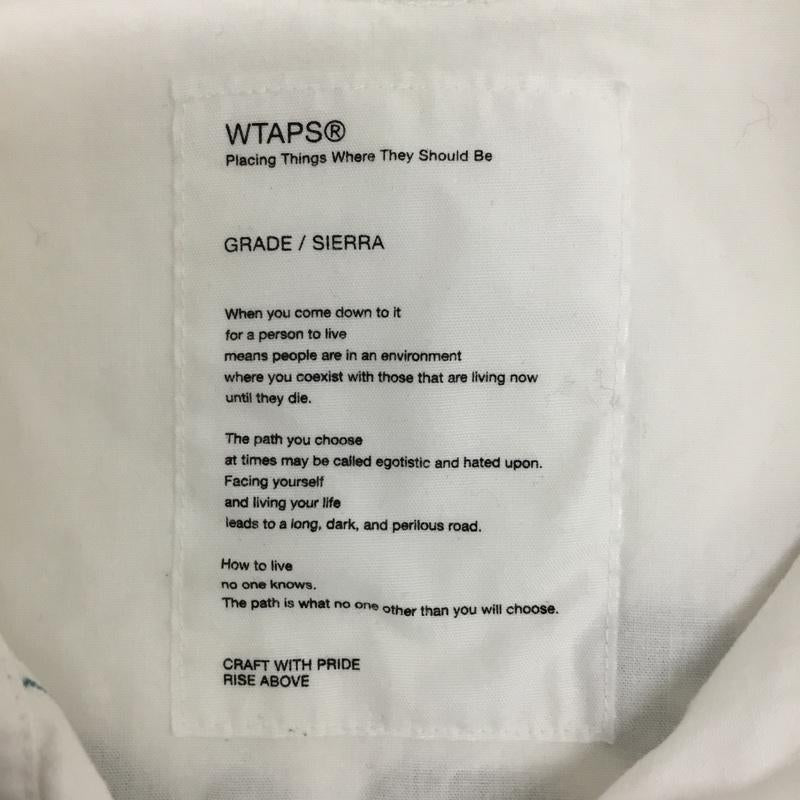 WTAPS®
Placing Things Where They Should Be
GRADE / SIERRA
When you come down to it
for a person to live
means people are in an environment
where you coexist with those that are living now
until they die.
The path you choose
at times may be called egotistic and hated upon.
Facing yourself
and living your life
leads to a long, dark, and perilous road.
How to live
no one knows.
The path is what no one other than you will choose.
CRAFT WITH PRIDE
RISE ABOVE